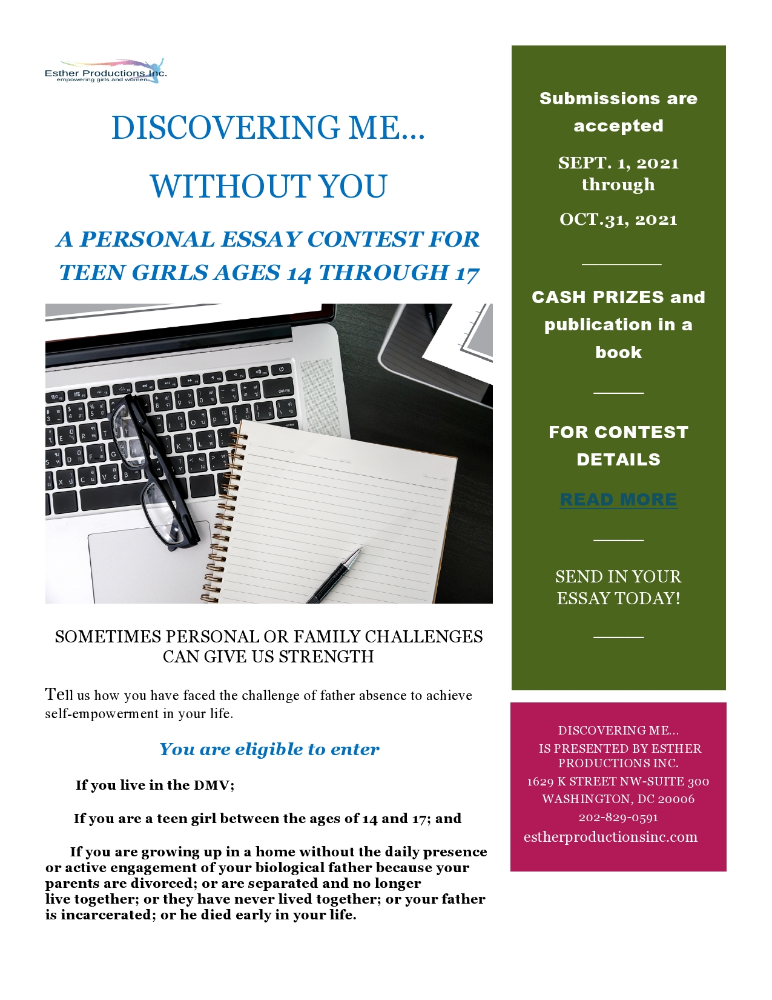 Esther Productions Inc.
empowering girls and women
DISCOVERING ME...
WITHOUT YOU
A PERSONAL ESSAY CONTEST FOR
TEEN GIRLS AGES 14 THROUGH 17
SOMETIMES PERSONAL OR FAMILY CHALLENGES
CAN GIVE US STRENGTH
Tell us how you have faced the challenge of father absence to achieve
self-empowerment in your life.
You are eligible to enter
If you live in the DMV;
If you are a teen girl between the ages of 14 and 17; and
If you are growing up in a home without the daily presence
or active engagement of your biological father because your
parents are divorced; or are separated and no longer
live together; or they have never lived together; or your father
is incarcerated; or he died early in your life.
Submissions are
accepted
SEPT. 1, 2021
through
OCT.31, 2021
CASH PRIZES and
publication in a
book
FOR CONTEST
DETAILS
READ MORE
SEND IN YOUR
ESSAY TODAY!
DISCOVERING ME...
IS PRESENTED BY ESTHER
PRODUCTIONS INC.
1629 K STREET NW-SUITE 300
WASHINGTON, DC 20006
202-829-0591
estherproductionsinc.com